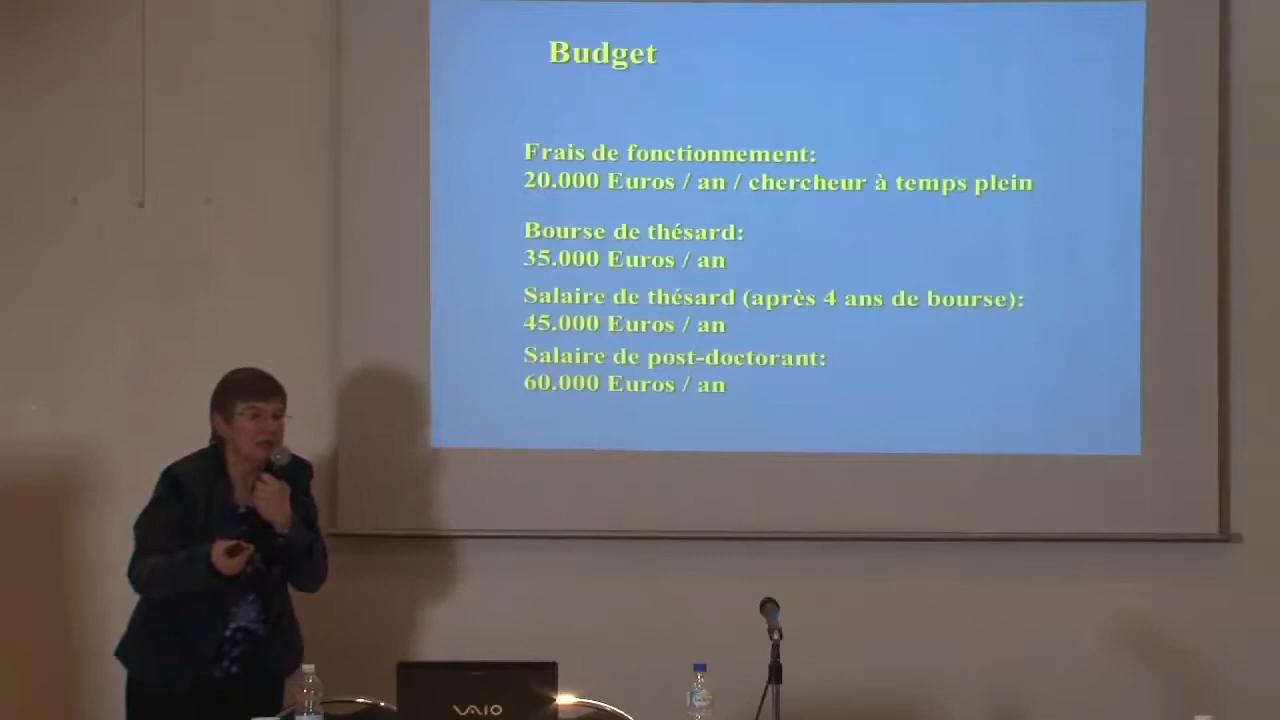 Budget
Frais de fonctionnement:
20.000 Euros / an / chercheur à temps plein
Bourse de thésard:
35.000 Euros / an
Salaire de thésard (après 4 ans de bourse):
45.000 Euros / an
Salaire de post-doctorant:
60.000 Euros / an
VAIO